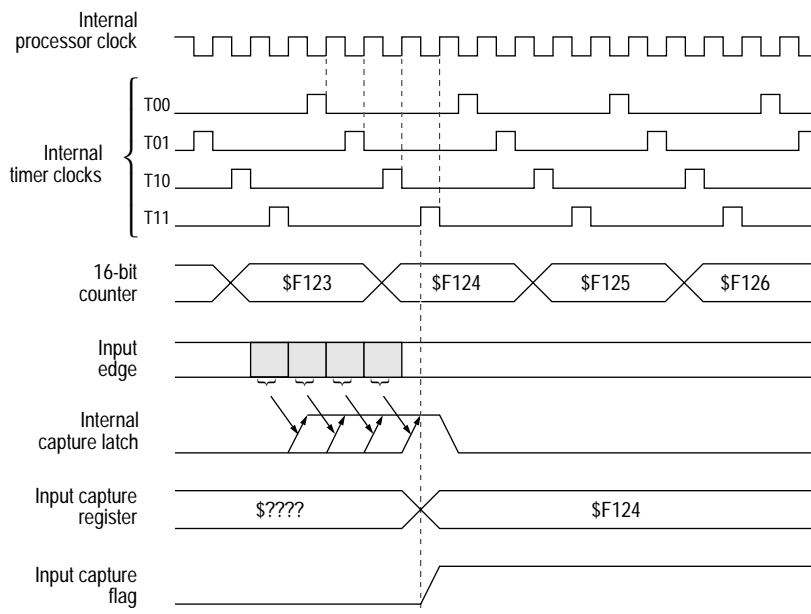 Internal
processor clock
T00
T01
Internal
timer clocks
T10
T11
16-bit
counter
$F123
$F124
$F125
$F126
Input
edge
Internal
capture latch
Input capture
register
$????
$F124
Input capture
flag